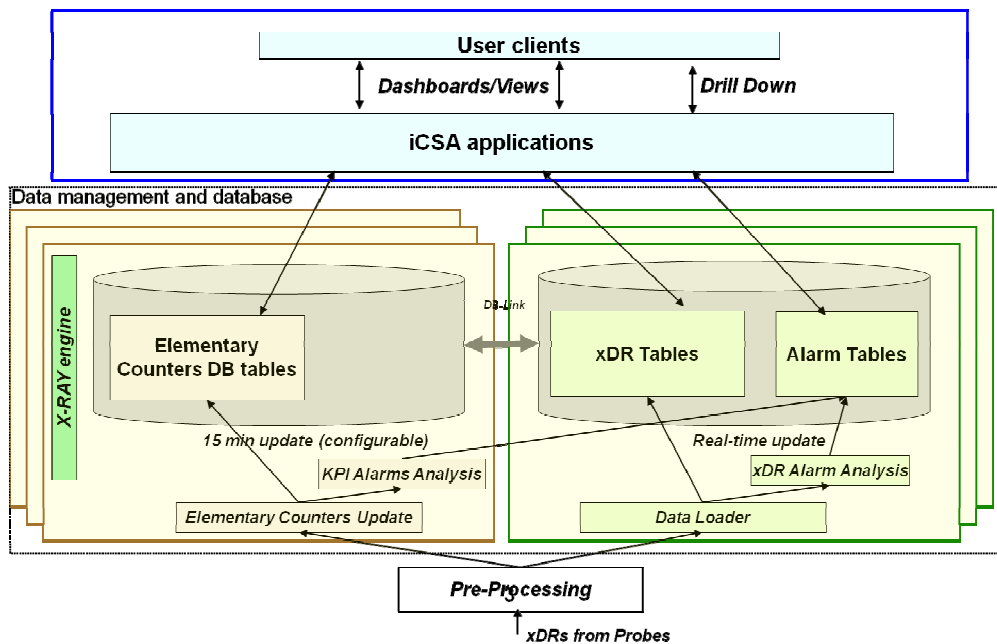 User clients
Dashboards/Views
Drill Down
iCSA applications
Data management and database
X-RAY engine
DB-Link
Elementary
Counters DB tables
xDR Tables
Alarm Tables
15 min update (configurable)
Real-time update
KPI Alarms Analysis
xDR Alarm Analysis
Elementary Counters Update
Data Loader
Pre-Processing
xDRs from Probes